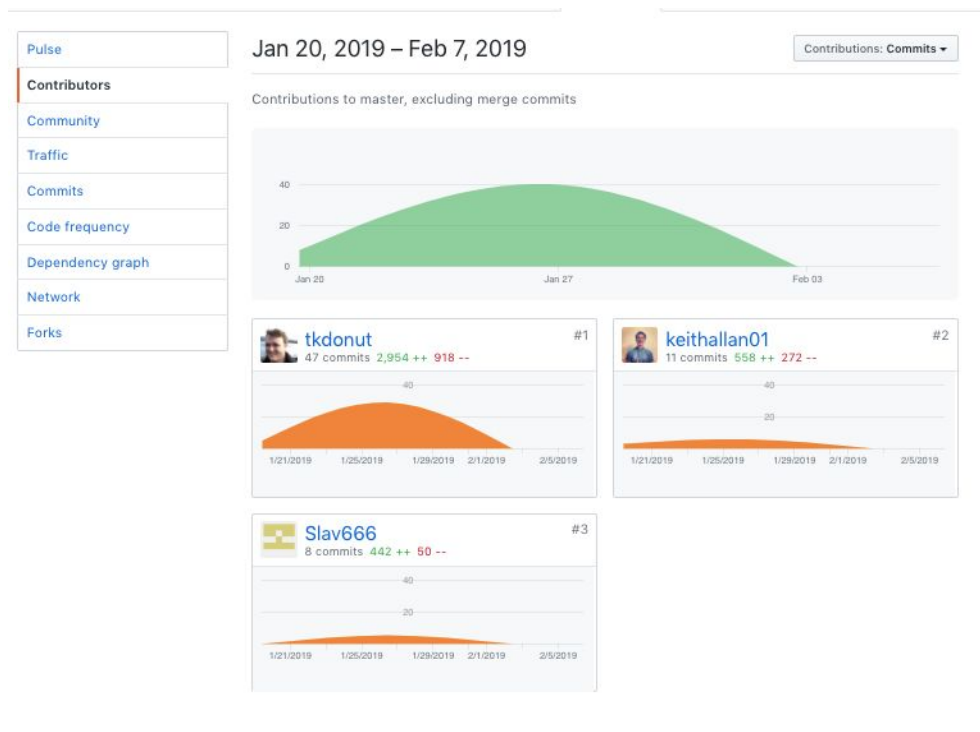 Pulse
Contributors
Community
Traffic
Commits
Code frequency
Dependency graph
Network
Forks
Jan 20, 2019 – Feb 7, 2019
Contributions: Commits
Contributions to master, excluding merge commits
40
20
0
Jan 20 Jan 27 Feb 03
tkdonut #1
47 commits 2,954 ++ 918 --
40
1/21/2019 1/25/2019 1/29/2019 2/1/2019 2/5/2019
keithallan01 #2
11 commits 558 ++ 272 --
40
20
1/21/2019 1/25/2019 1/29/2019 2/1/2019 2/5/2019
Slav666 #3
8 commits 442 ++ 50 --
40
20
1/21/2019 1/25/2019 1/29/2019 2/1/2019 2/5/2019